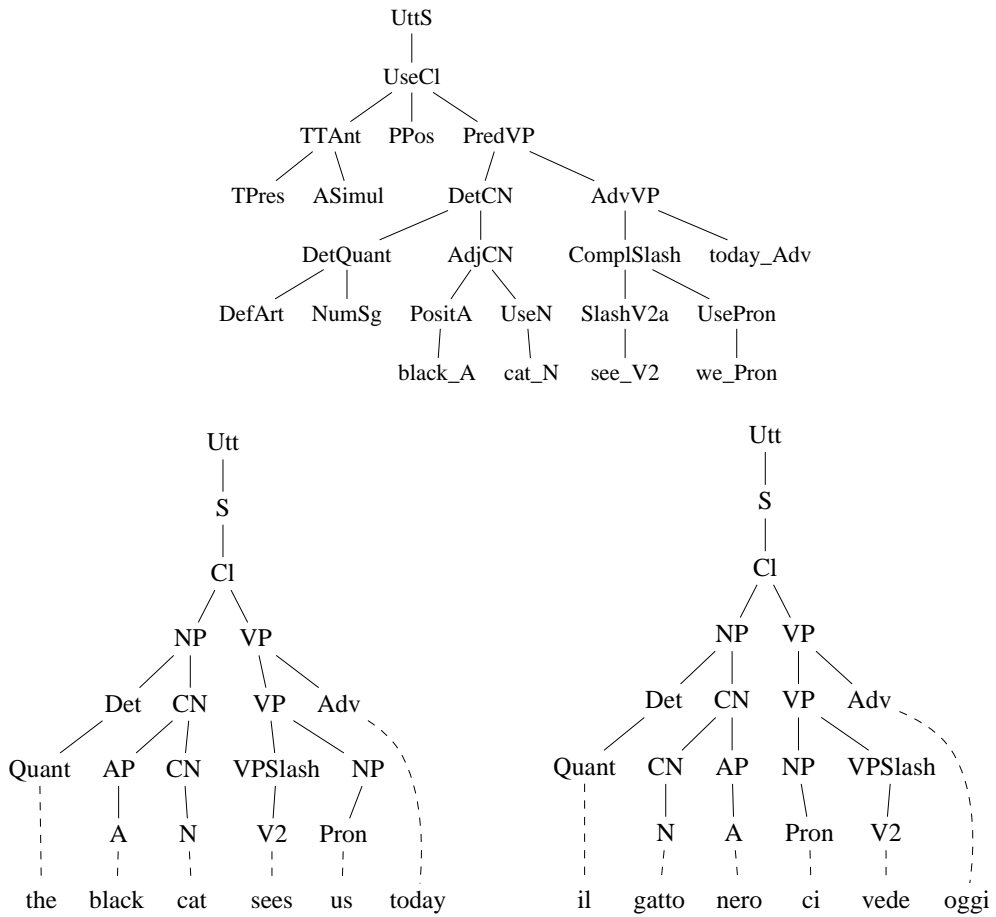 UttS
UseCl
TTAnt PPos PredVP
TPres ASimul DetCN AdvVP
DetQuant AdjCN ComplSlash today_Adv
DefArt NumSg PositA UseN SlashV2a UsePron
black_A cat_N see_V2 we_Pron
Utt
S
Cl
NP VP
Det CN VP Adv
Quant AP CN VPSlash NP
A N V2 Pron
the black cat sees us today
Utt
S
Cl
NP VP
Det CN VP Adv
Quant CN AP NP VPSlash
N A Pron V2
il gatto nero ci vede oggi